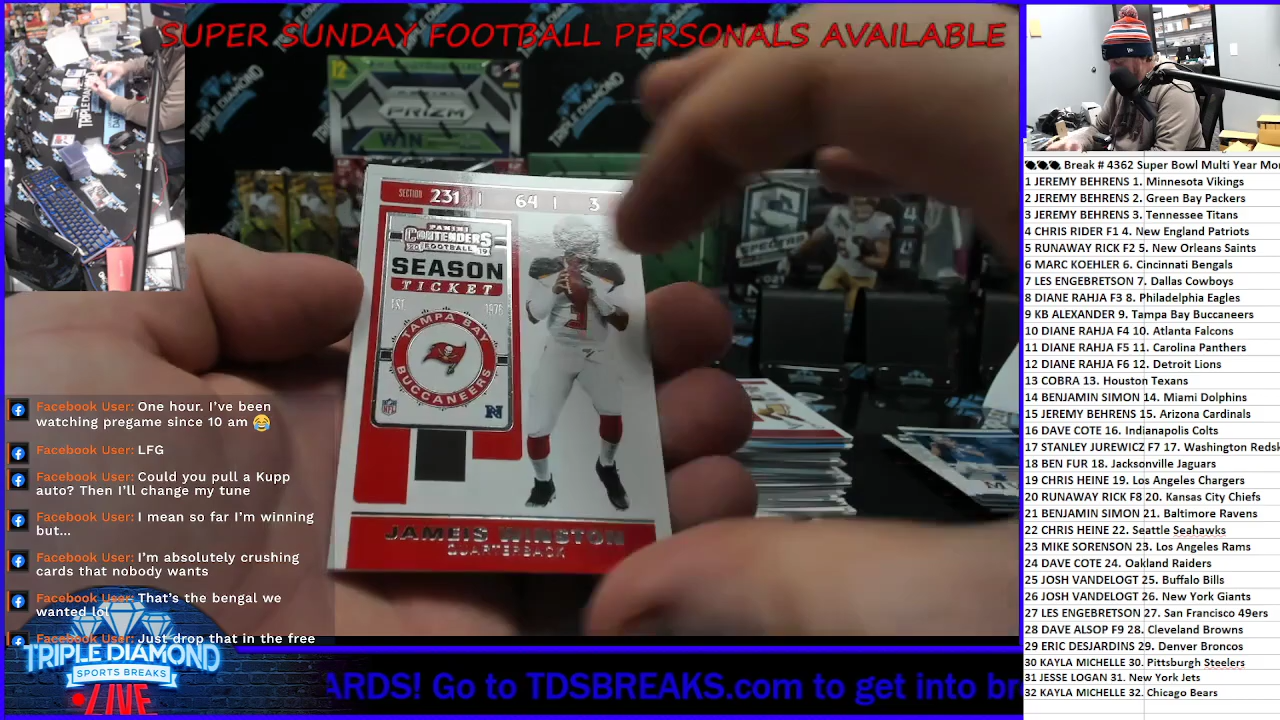 SUPER SUNDAY FOOTBALL PERSONALS AVAILABLE
TRIPLE DIAMOND
PRIZM
WIN
SECTION 231 | 64 | 3
PANINI
CONTENDERS
20 FOOTBALL 19
SEASON
TICKET
EST. 1976
TAMPA BAY
BUCCANEERS
NFL
JAMEIS WINSTON
QUARTERBACK
SPECTRA
Facebook User: One hour. I've been
watching pregame since 10 am 😂
Facebook User: LFG
Facebook User: Could you pull a Kupp
auto? Then I'll change my tune
Facebook User: I mean so far I'm winning
but...
Facebook User: I'm absolutely crushing
cards that nobody wants
Facebook User: That's the bengal we
wanted lol
Facebook User: Just drop that in the free
TRIPLE DIAMOND
SPORTS BREAKS
LIVE
ARDS! Go to TDSBREAKS.com to get into br
Break # 4362 Super Bowl Multi Year Mo
1 JEREMY BEHRENS 1. Minnesota Vikings
2 JEREMY BEHRENS 2. Green Bay Packers
3 JEREMY BEHRENS 3. Tennessee Titans
4 CHRIS RIDER F1 4. New England Patriots
5 RUNAWAY RICK F2 5. New Orleans Saints
6 MARC KOEHLER 6. Cincinnati Bengals
7 LES ENGEBRETSON 7. Dallas Cowboys
8 DIANE RAHJA F3 8. Philadelphia Eagles
9 KB ALEXANDER 9. Tampa Bay Buccaneers
10 DIANE RAHJA F4 10. Atlanta Falcons
11 DIANE RAHJA F5 11. Carolina Panthers
12 DIANE RAHJA F6 12. Detroit Lions
13 COBRA 13. Houston Texans
14 BENJAMIN SIMON 14. Miami Dolphins
15 JEREMY BEHRENS 15. Arizona Cardinals
16 DAVE COTE 16. Indianapolis Colts
17 STANLEY JUREWICZ F7 17. Washington Redsk
18 BEN FUR 18. Jacksonville Jaguars
19 CHRIS HEINE 19. Los Angeles Chargers
20 RUNAWAY RICK F8 20. Kansas City Chiefs
21 BENJAMIN SIMON 21. Baltimore Ravens
22 CHRIS HEINE 22. Seattle Seahawks
23 MIKE SORENSON 23. Los Angeles Rams
24 DAVE COTE 24. Oakland Raiders
25 JOSH VANDELOGT 25. Buffalo Bills
26 JOSH VANDELOGT 26. New York Giants
27 LES ENGEBRETSON 27. San Francisco 49ers
28 DAVE ALSOP F9 28. Cleveland Browns
29 ERIC DELONG 29. Denver Broncos
30 KAYLA MICHELLE 30. Pittsburgh Steelers
31 JESSE LOGAN 31. New York Jets
32 KAYLA MICHELLE 32. Chicago Bears